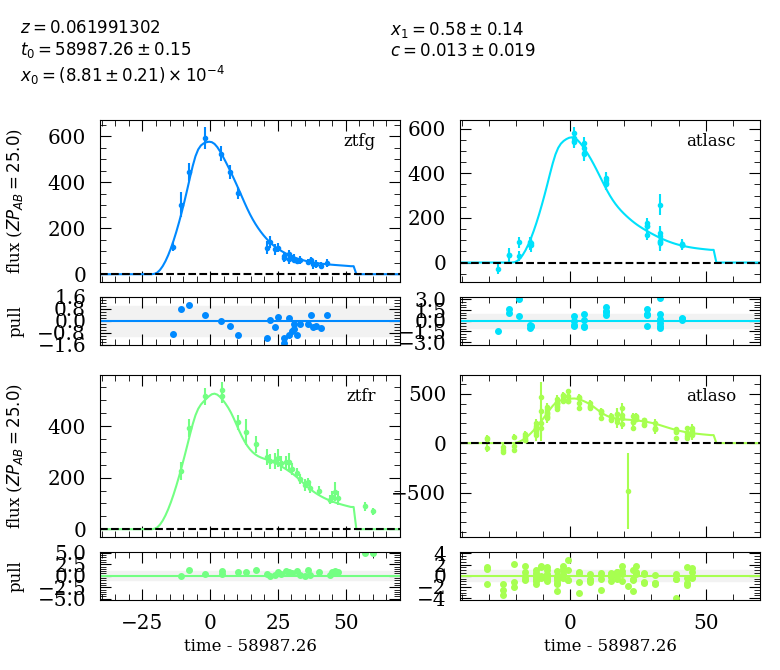 z = 0.061991302
t₀ = 58987.26 ± 0.15
x₀ = (8.81 ± 0.21) × 10⁻⁴
x₁ = 0.58 ± 0.14
c = 0.013 ± 0.019
flux (ZP_AB = 25.0)
600
400
200
0
ztfg
600
400
200
0
atlasc
pull
1.6
0.8
0.0
−0.8
−1.6
3.0
1.5
0.0
−1.5
−3.0
flux (ZP_AB = 25.0)
400
200
0
ztfr
500
0
−500
atlaso
pull
5.0
2.5
0.0
−2.5
−5.0
4
2
0
−2
−4
−25 0 25 50
0 50
time - 58987.26
time - 58987.26